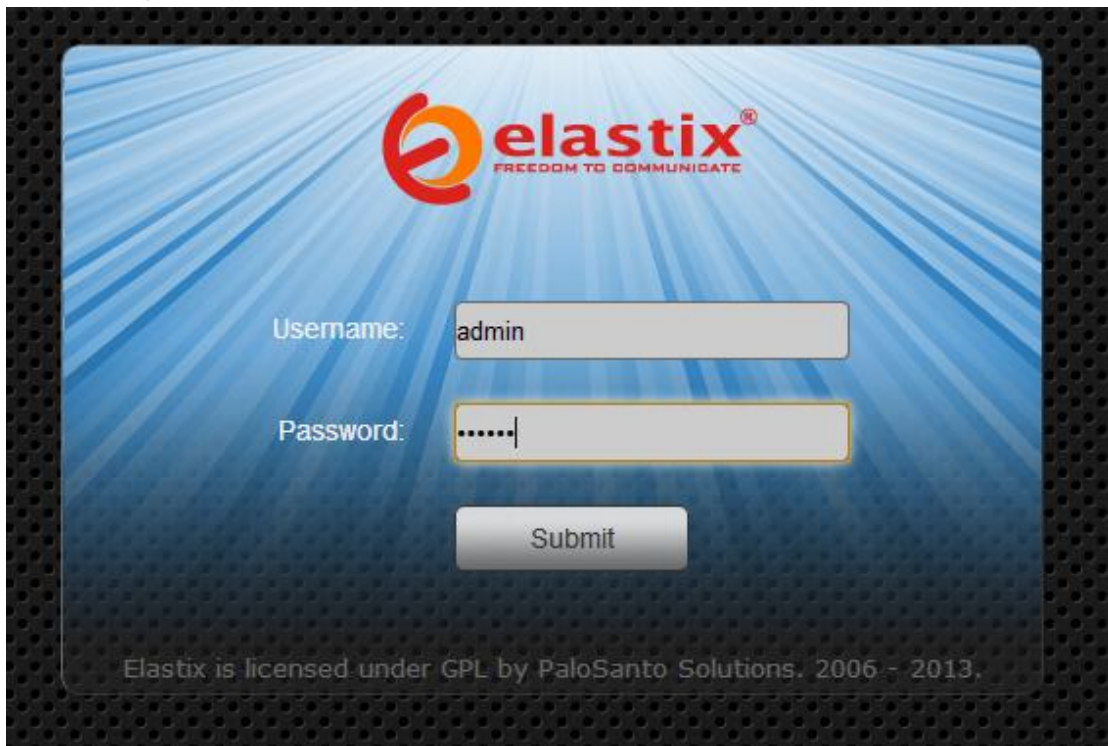 elastix®
FREEDOM TO COMMUNICATE
Username: admin
Password: ••••••
Submit
Elastix is licensed under GPL by PaloSanto Solutions. 2006 - 2013.